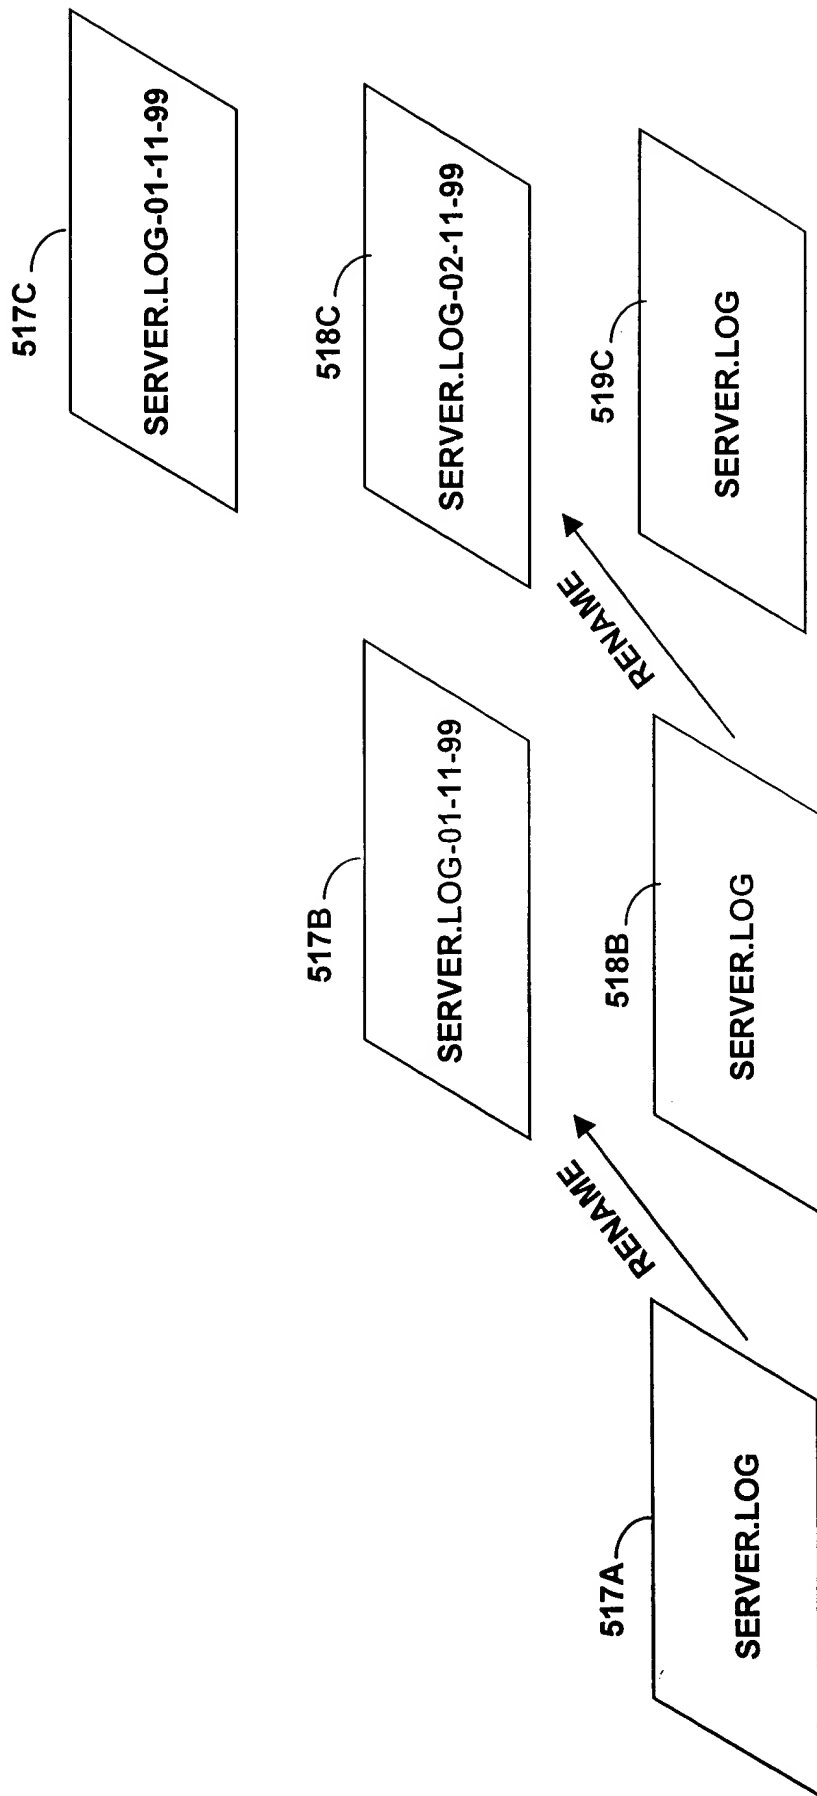 517C
SERVER.LOG-01-11-99
517B
SERVER.LOG-01-11-99
518C
SERVER.LOG-02-11-99
RENAME
RENAME
517A
SERVER.LOG
518B
SERVER.LOG
519C
SERVER.LOG